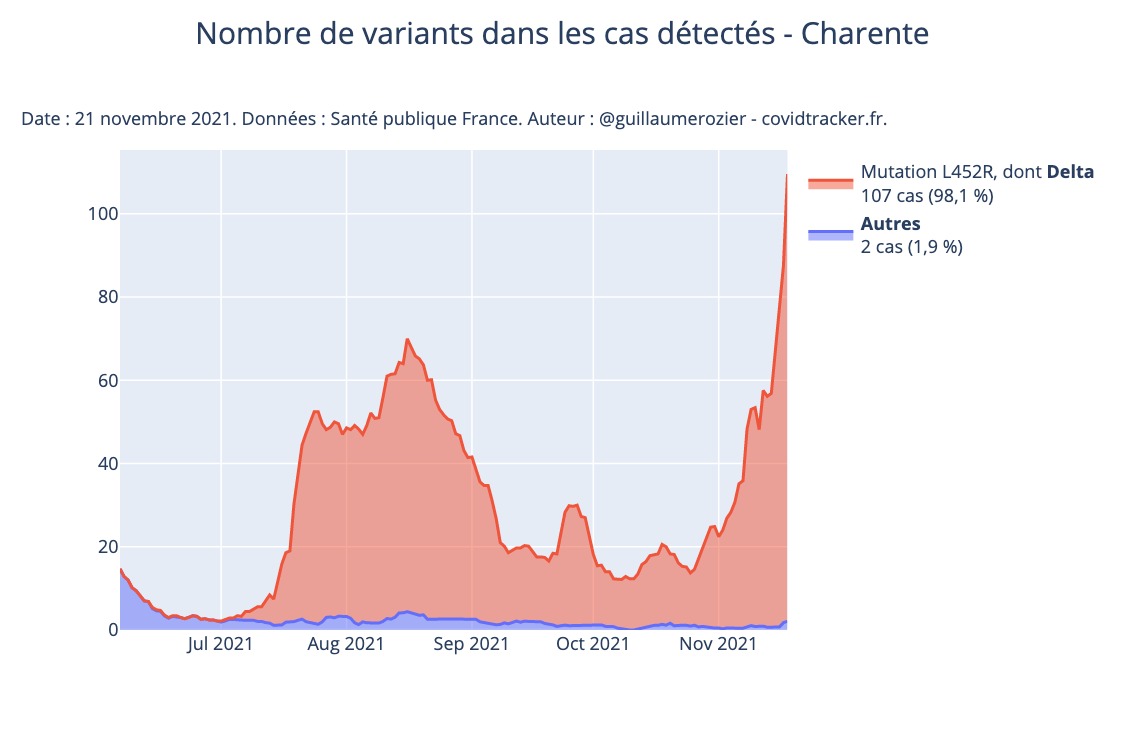 Nombre de variants dans les cas détectés - Charente
Date : 21 novembre 2021. Données : Santé publique France. Auteur : @guillaumerozier - covidtracker.fr.
Mutation L452R, dont Delta
107 cas (98,1 %)
Autres
2 cas (1,9 %)
100
80
60
40
20
0
Jul 2021 Aug 2021 Sep 2021 Oct 2021 Nov 2021